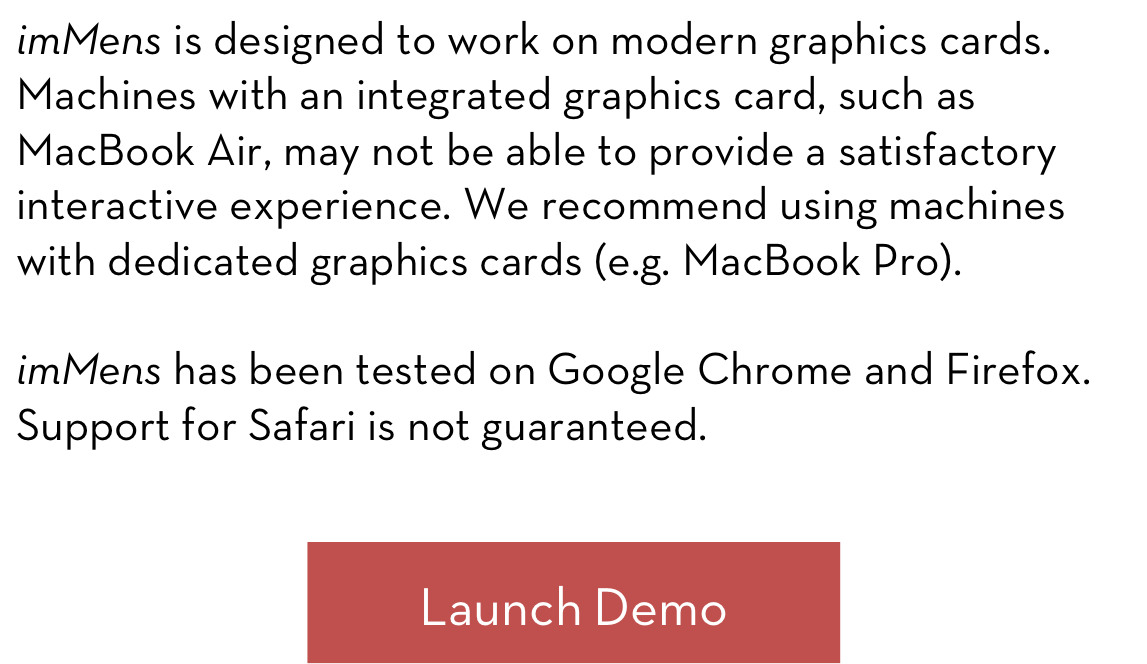 imMens is designed to work on modern graphics cards.
Machines with an integrated graphics card, such as
MacBook Air, may not be able to provide a satisfactory
interactive experience. We recommend using machines
with dedicated graphics cards (e.g. MacBook Pro).
imMens has been tested on Google Chrome and Firefox.
Support for Safari is not guaranteed.
Launch Demo